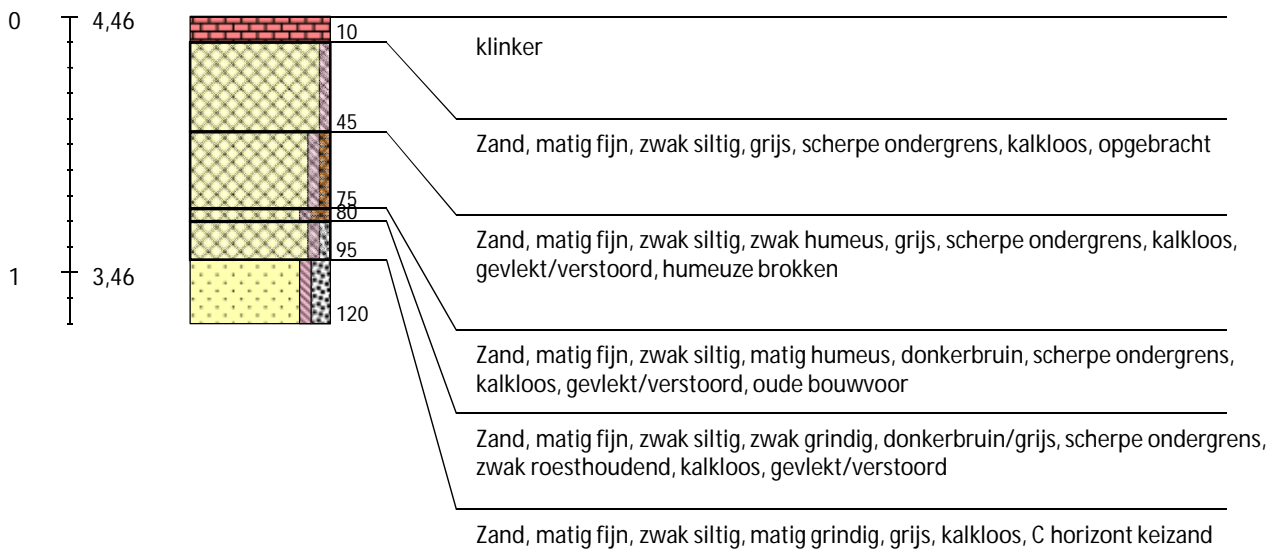 0 4,46
10
klinker
45
Zand, matig fijn, zwak siltig, grijs, scherpe ondergrens, kalkloos, opgebracht
75
80
Zand, matig fijn, zwak siltig, zwak humeus, grijs, scherpe ondergrens, kalkloos,
gevlekt/verstoord, humeuze brokken
95
1 3,46
120
Zand, matig fijn, zwak siltig, matig humeus, donkerbruin, scherpe ondergrens,
kalkloos, gevlekt/verstoord, oude bouwvoor
Zand, matig fijn, zwak siltig, zwak grindig, donkerbruin/grijs, scherpe ondergrens,
zwak roesthoudend, kalkloos, gevlekt/verstoord
Zand, matig fijn, zwak siltig, matig grindig, grijs, kalkloos, C horizont keizand